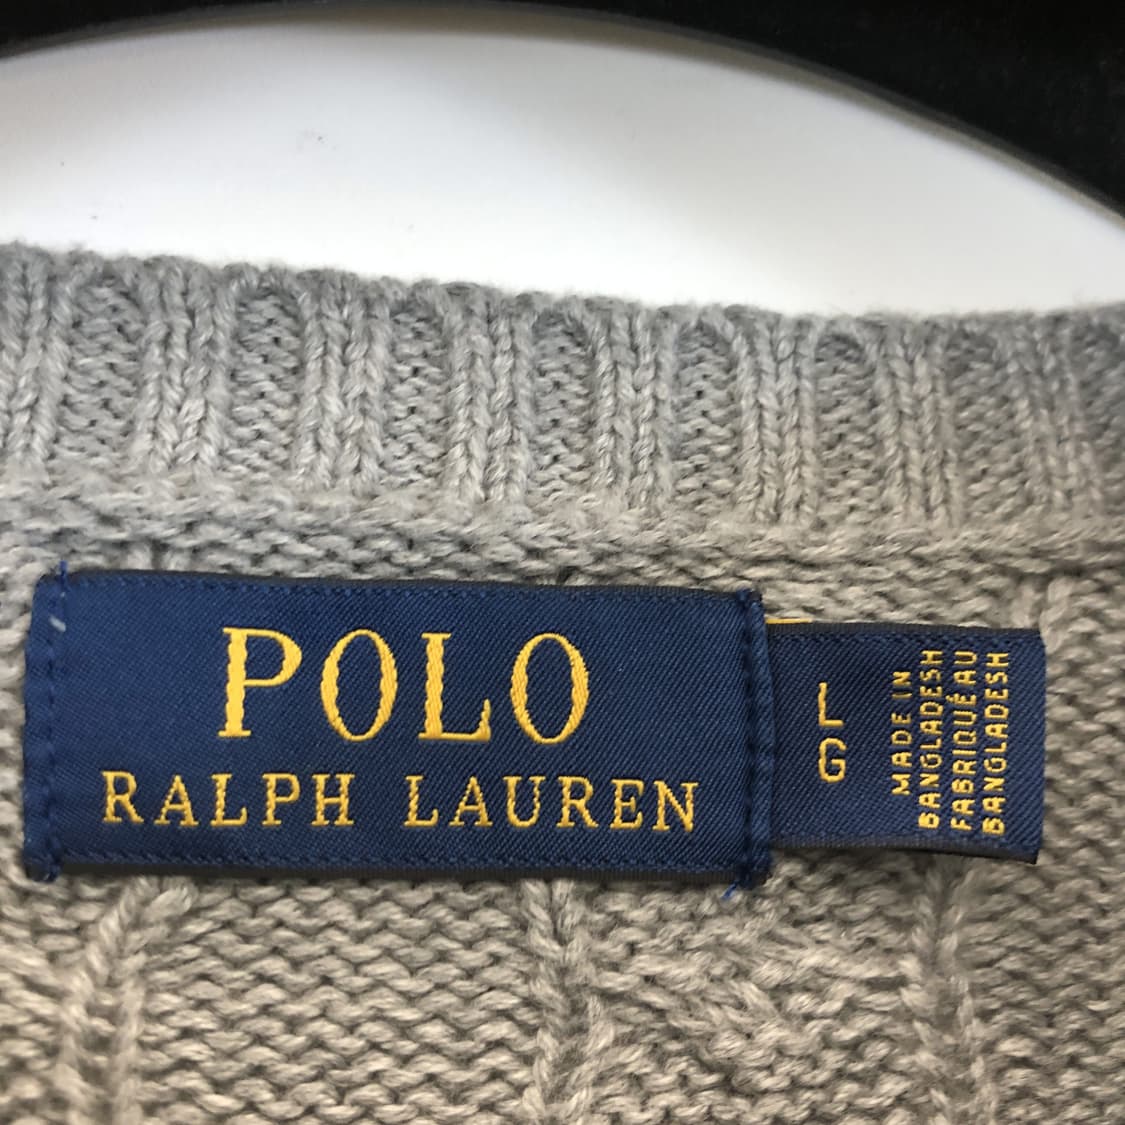 POLO
RALPH LAUREN
L
G
MADE IN
BANGLADESH
FABRIQUÉ AU
BANGLADESH